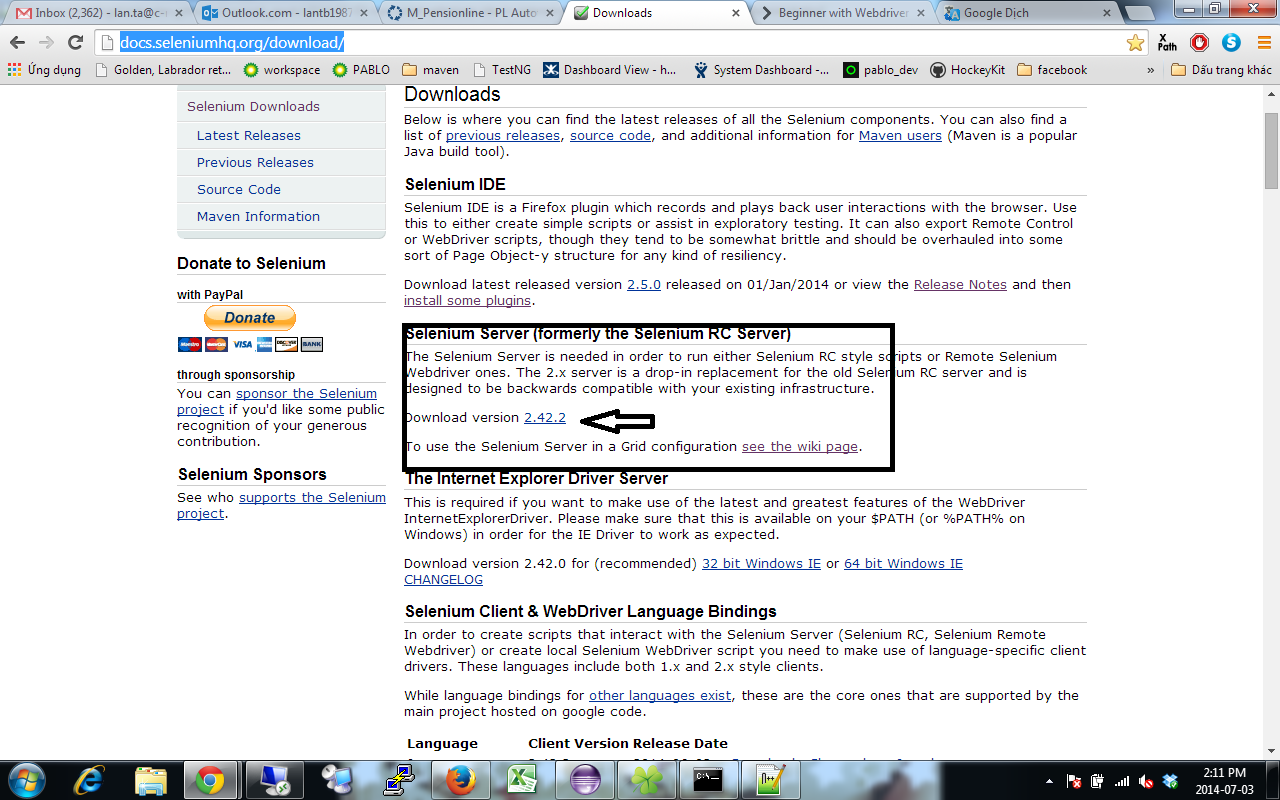 Inbox (2,362) - lan.ta@c-
Outlook.com - lantb1987
M_Pensionline - PL Auto
Downloads
Beginner with Webdriver
Google Dịch
docs.seleniumhq.org/download/
X
Path
Ứng dụng
Golden, Labrador ret...
workspace
PABLO
maven
TestNG
Dashboard View - h...
System Dashboard -...
pablo_dev
HockeyKit
facebook
»
Dấu trang khác
Selenium Downloads
Latest Releases
Previous Releases
Source Code
Maven Information
Donate to Selenium
with PayPal
Donate
Maestro
MasterCard
VISA
DISCOVER
BANK
through sponsorship
You can sponsor the Selenium
project if you'd like some public
recognition of your generous
contribution.
Selenium Sponsors
See who supports the Selenium
project.
Downloads
Below is where you can find the latest releases of all the Selenium components. You can also find a
list of previous releases, source code, and additional information for Maven users (Maven is a popular
Java build tool).
Selenium IDE
Selenium IDE is a Firefox plugin which records and plays back user interactions with the browser. Use
this to either create simple scripts or assist in exploratory testing. It can also export Remote Control
or WebDriver scripts, though they tend to be somewhat brittle and should be overhauled into some
sort of Page Object-y structure for any kind of resiliency.
Download latest released version 2.5.0 released on 01/Jan/2014 or view the Release Notes and then
install some plugins.
Selenium Server (formerly the Selenium RC Server)
The Selenium Server is needed in order to run either Selenium RC style scripts or Remote Selenium
Webdriver ones. The 2.x server is a drop-in replacement for the old Selenium RC server and is
designed to be backwards compatible with your existing infrastructure.
Download version 2.42.2
To use the Selenium Server in a Grid configuration see the wiki page.
The Internet Explorer Driver Server
This is required if you want to make use of the latest and greatest features of the WebDriver
InternetExplorerDriver. Please make sure that this is available on your $PATH (or %PATH% on
Windows) in order for the IE Driver to work as expected.
Download version 2.42.0 for (recommended) 32 bit Windows IE or 64 bit Windows IE
CHANGELOG
Selenium Client & WebDriver Language Bindings
In order to create scripts that interact with the Selenium Server (Selenium RC, Selenium Remote
Webdriver) or create local Selenium WebDriver script you need to make use of language-specific client
drivers. These languages include both 1.x and 2.x style clients.
While language bindings for other languages exist, these are the core ones that are supported by the
main project hosted on google code.
Language Client Version Release Date
2:11 PM
2014-07-03